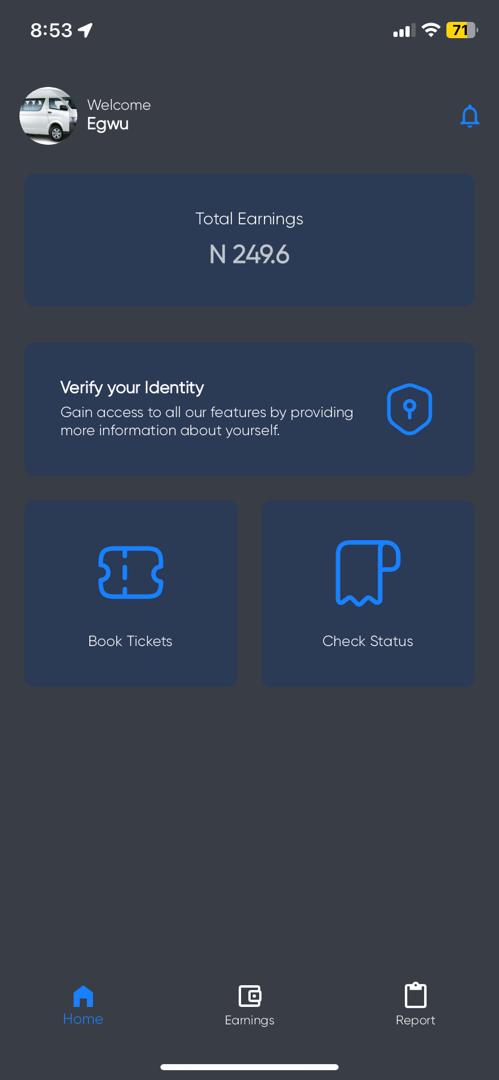 8:53
71
Welcome
Egwu
Total Earnings
N 249.6
Verify your Identity
Gain access to all our features by providing
more information about yourself.
Book Tickets
Check Status
Home
Earnings
Report